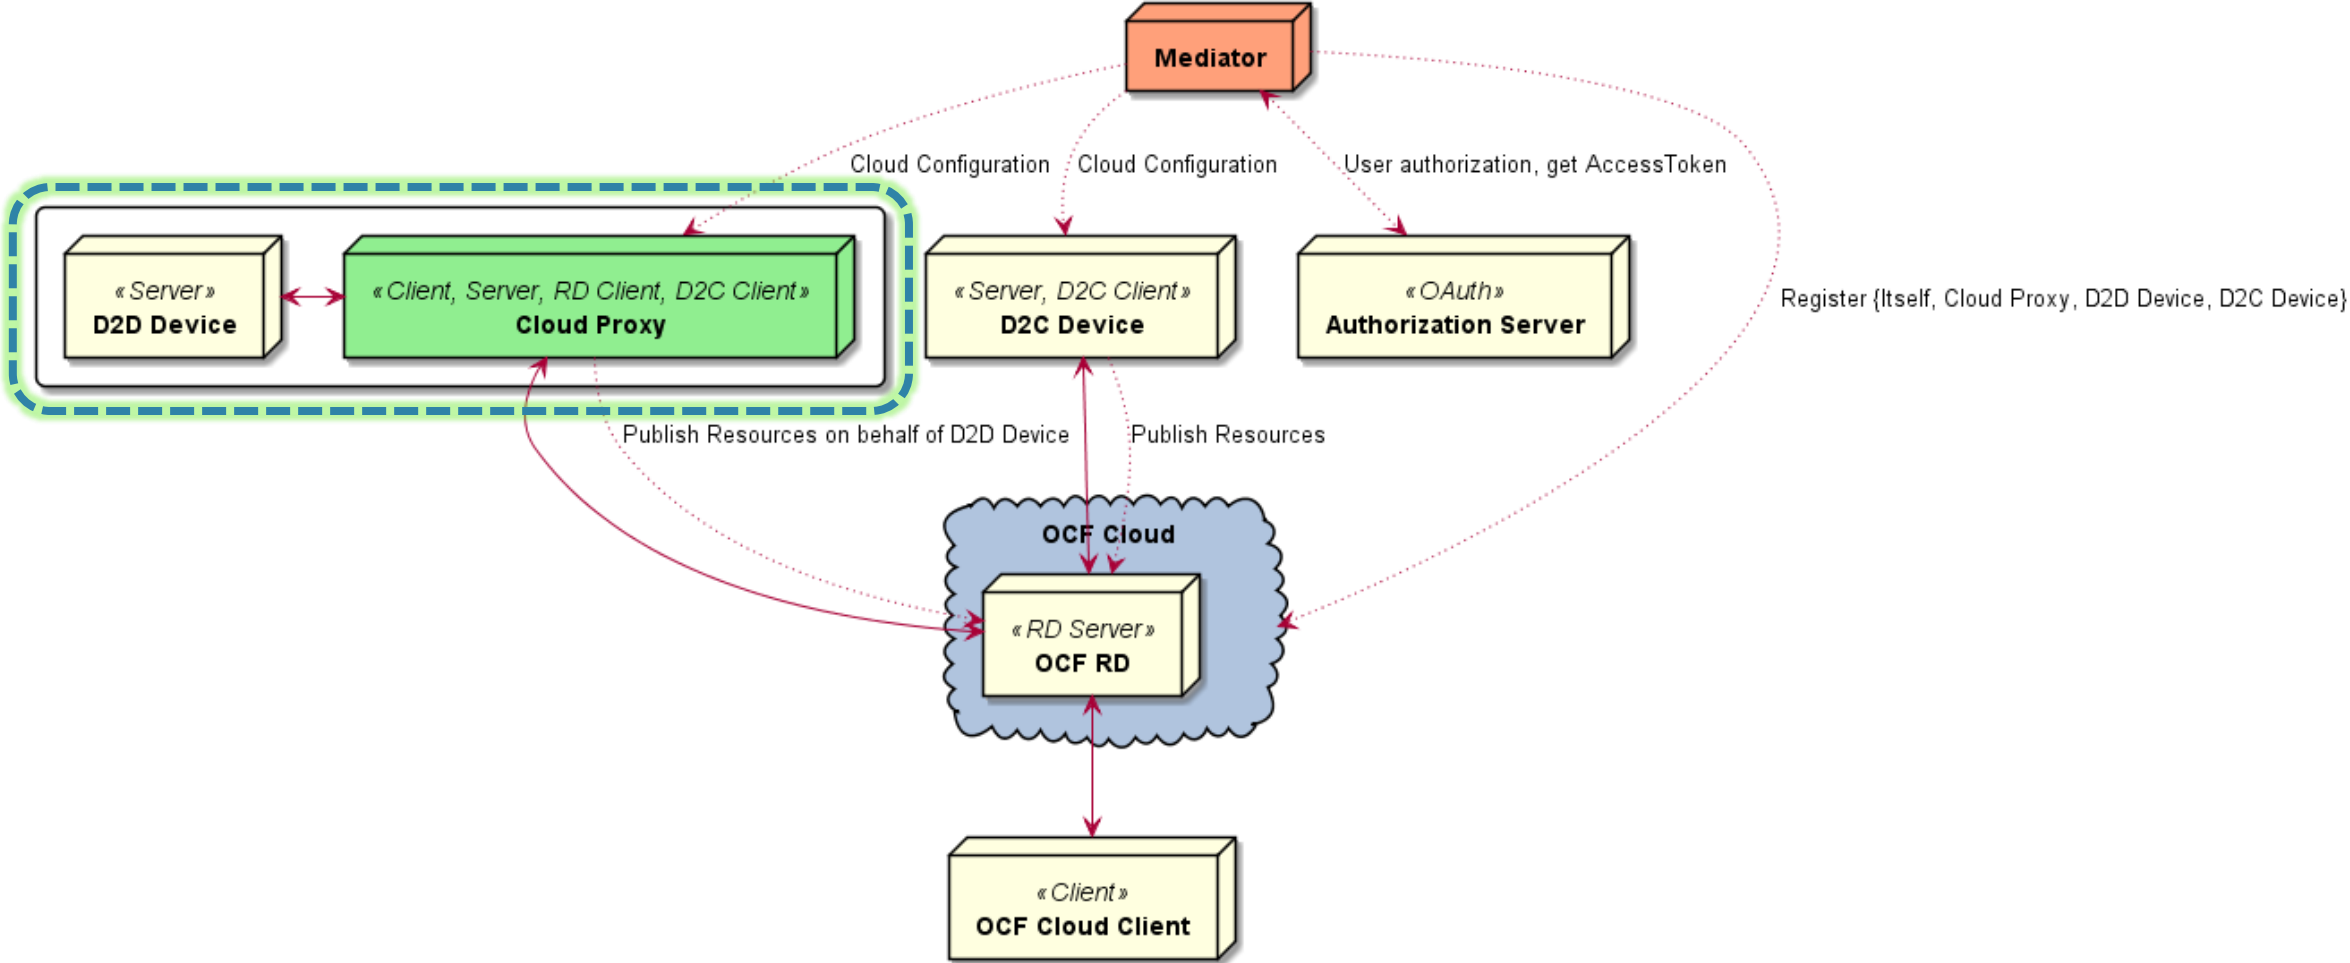 Mediator
Cloud Configuration
Cloud Configuration
User authorization, get AccessToken
«Server»
D2D Device
«Client, Server, RD Client, D2C Client»
Cloud Proxy
«Server, D2C Client»
D2C Device
«OAuth»
Authorization Server
Register {Itself, Cloud Proxy, D2D Device, D2C Device}
Publish Resources on behalf of D2D Device
Publish Resources
OCF Cloud
«RD Server»
OCF RD
«Client»
OCF Cloud Client